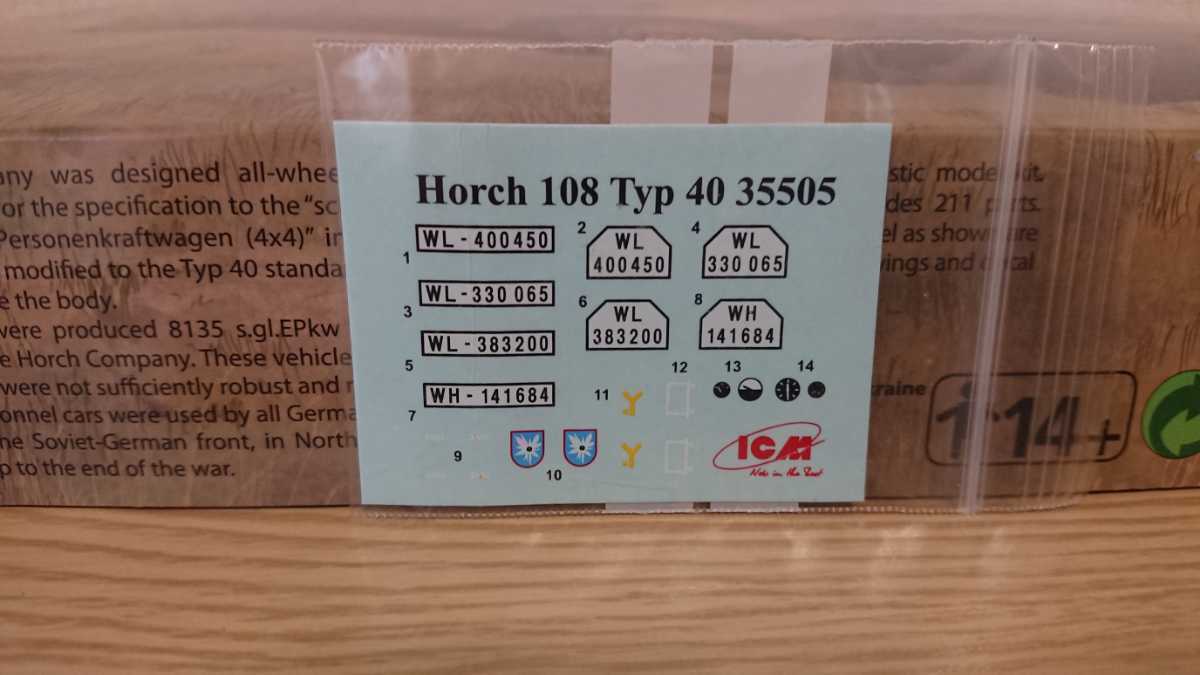 Horch 108 Typ 40 35505
1 WL - 400450
2 WL
400450
4 WL
330 065
3 WL - 330 065
6 WL
383200
8 WH
141684
5 WL - 383200
7 WH - 141684
11
12
13
14
9
10
ICM
any was designed all-whee
or the specification to the "sc
Personenkraftwagen (4x4)" in
modified to the Typ 40 standa
e the body.
were produced 8135 s.gl.EPkw
e Horch Company. These vehicle
were not sufficiently robust and
onnel cars were used by all Germa
he Soviet-German front, in North
p to the end of the war.
stic model kit.
des 211 parts.
el as shown are
ings and decal
kraine
14+